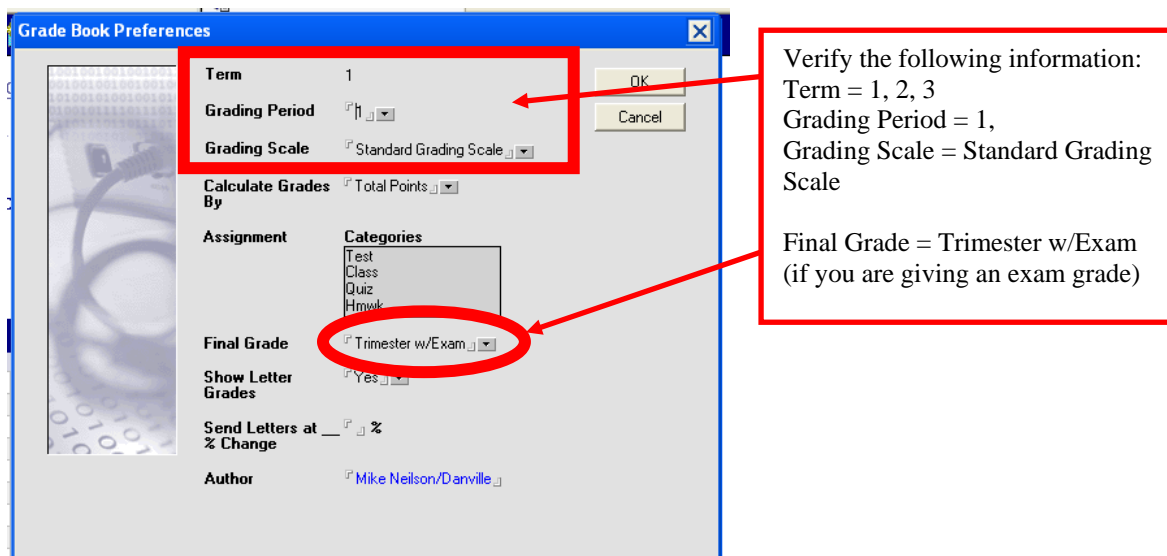 Grade Book Preferences
Term 1
Grading Period 1
Grading Scale Standard Grading Scale
Calculate Grades By Total Points
Assignment Categories
Test
Class
Quiz
Hmwk
Final Grade Trimester w/Exam
Show Letter Grades Yes
Send Letters at __ % Change %
Author Mike Neilson/Danville
OK
Cancel
Verify the following information:
Term = 1, 2, 3
Grading Period = 1,
Grading Scale = Standard Grading
Scale
Final Grade = Trimester w/Exam
(if you are giving an exam grade)